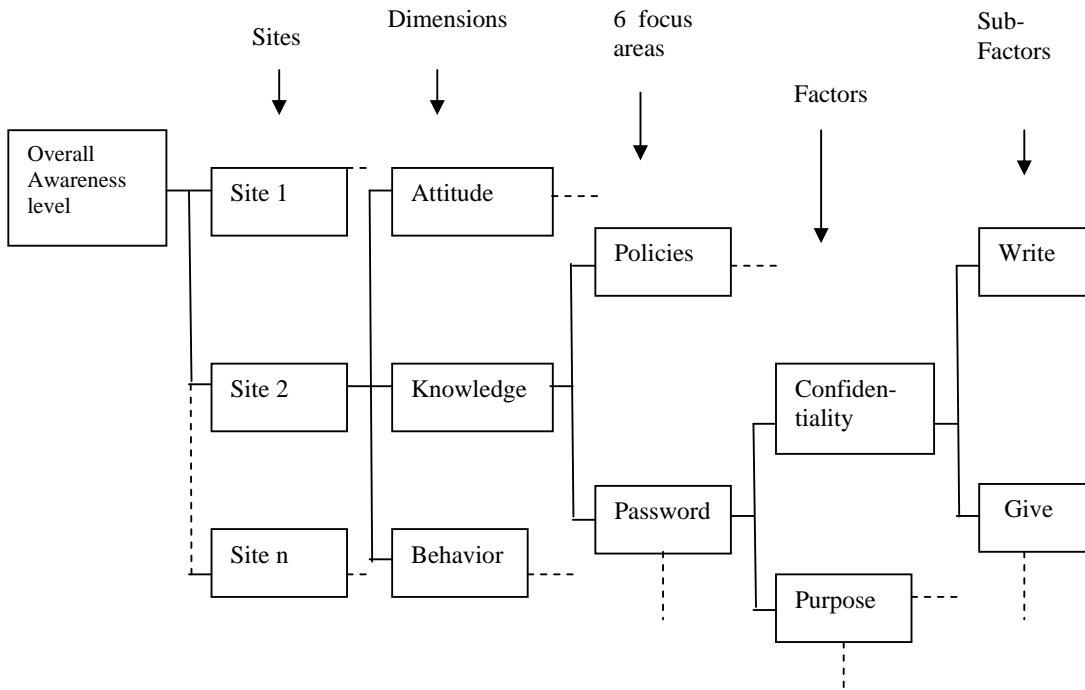 Sites
Dimensions
6 focus
areas
Factors
Sub-
Factors
Overall
Awareness
level
Site 1
Site 2
Site n
Attitude
Knowledge
Behavior
Policies
Password
Confiden-
tiality
Purpose
Write
Give